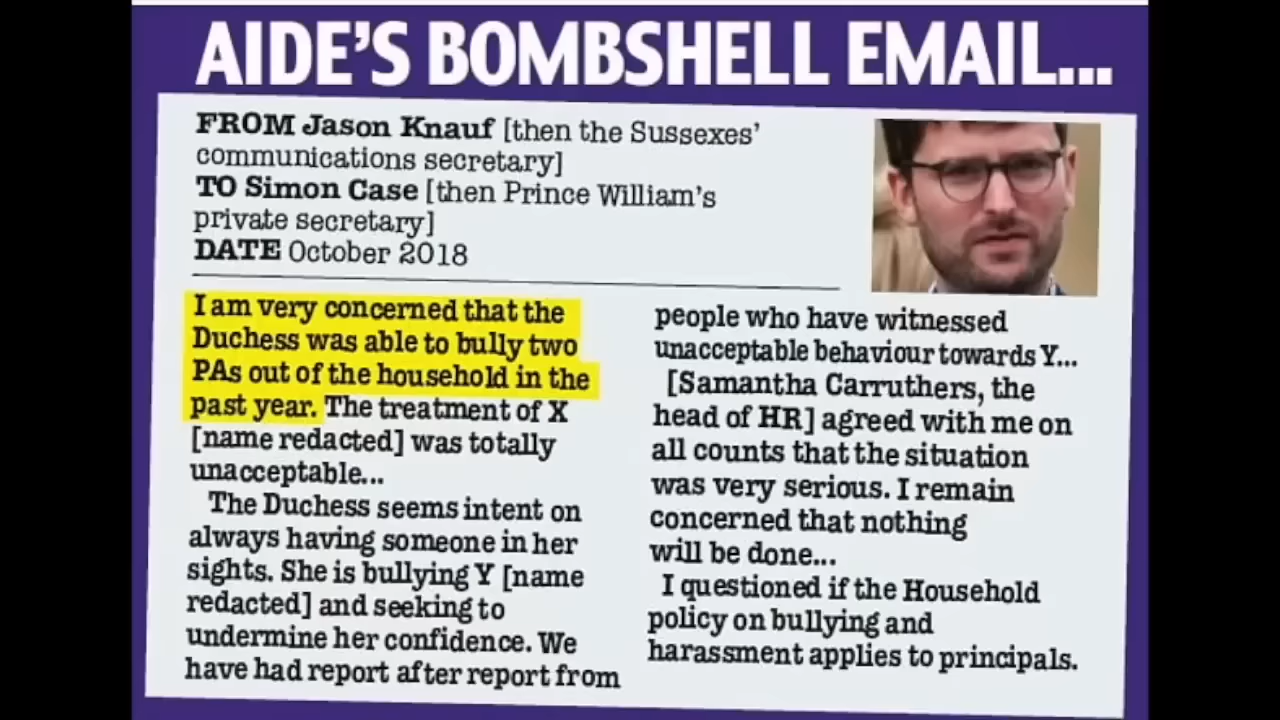 AIDE'S BOMBSHELL EMAIL...
FROM Jason Knauf [then the Sussexes'
communications secretary]
TO Simon Case [then Prince William's
private secretary]
DATE October 2018
I am very concerned that the
Duchess was able to bully two
PAs out of the household in the
past year. The treatment of X
[name redacted] was totally
unacceptable...
The Duchess seems intent on
always having someone in her
sights. She is bullying Y [name
redacted] and seeking to
undermine her confidence. We
have had report after report from
people who have witnessed
unacceptable behaviour towards Y...
[Samantha Carruthers, the
head of HR] agreed with me on
all counts that the situation
was very serious. I remain
concerned that nothing
will be done...
I questioned if the Household
policy on bullying and
harassment applies to principals.